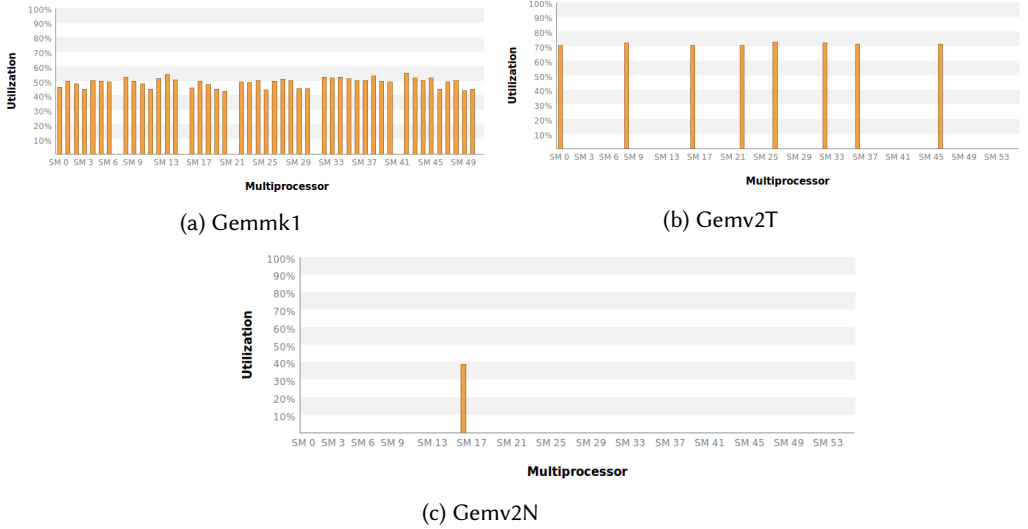 100%
90%
80%
70%
60%
50%
40%
30%
20%
10%
Utilization
SM 0 SM 3 SM 6 SM 9 SM 13 SM 17 SM 21 SM 25 SM 29 SM 33 SM 37 SM 41 SM 45 SM 49
Multiprocessor
(a) Gemmk1
100%
90%
80%
70%
60%
50%
40%
30%
20%
10%
Utilization
SM 0 SM 3 SM 6 SM 9 SM 13 SM 17 SM 21 SM 25 SM 29 SM 33 SM 37 SM 41 SM 45 SM 49 SM 53
Multiprocessor
(b) Gemv2T
100%
90%
80%
70%
60%
50%
40%
30%
20%
10%
Utilization
SM 0 SM 3 SM 6 SM 9 SM 13 SM 17 SM 21 SM 25 SM 29 SM 33 SM 37 SM 41 SM 45 SM 49 SM 53
Multiprocessor
(c) Gemv2N